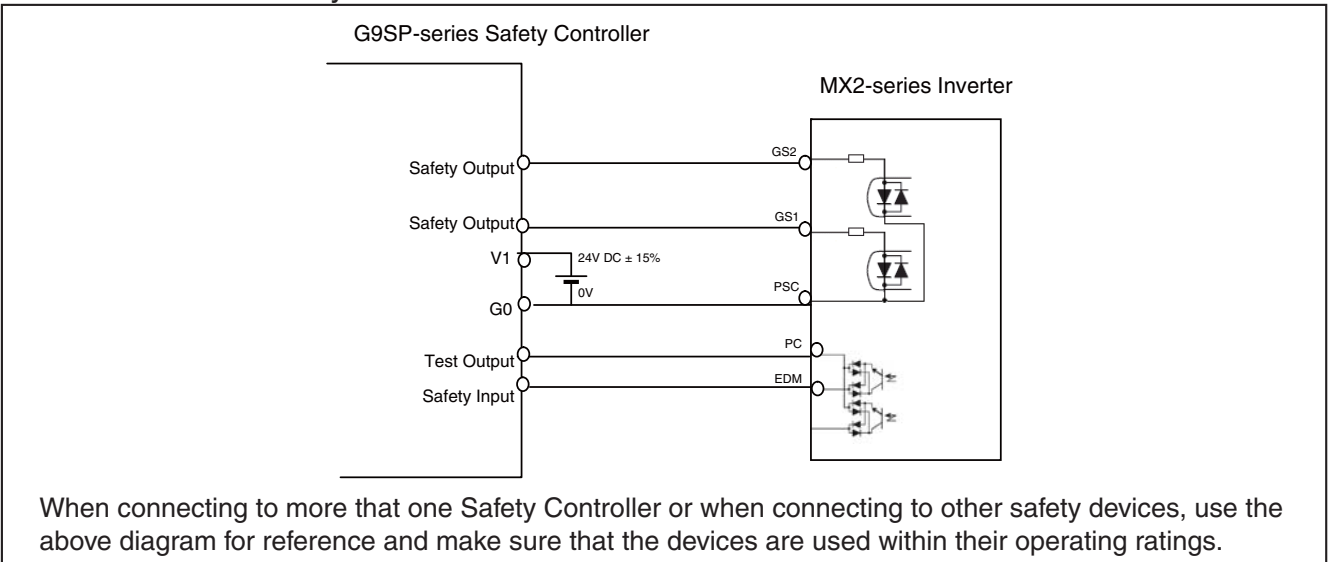 G9SP-series Safety Controller
MX2-series Inverter
Safety Output
GS2
Safety Output
GS1
V1
24V DC ± 15%
0V
G0
PSC
Test Output
PC
Safety Input
EDM
When connecting to more that one Safety Controller or when connecting to other safety devices, use the
above diagram for reference and make sure that the devices are used within their operating ratings.